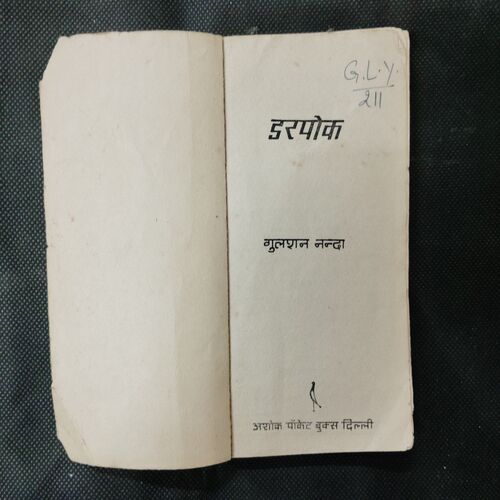 G.L.Y.
211
डरपोक
गुलशन नन्दा
अशोक पॉकेट बुक्स दिल्ली